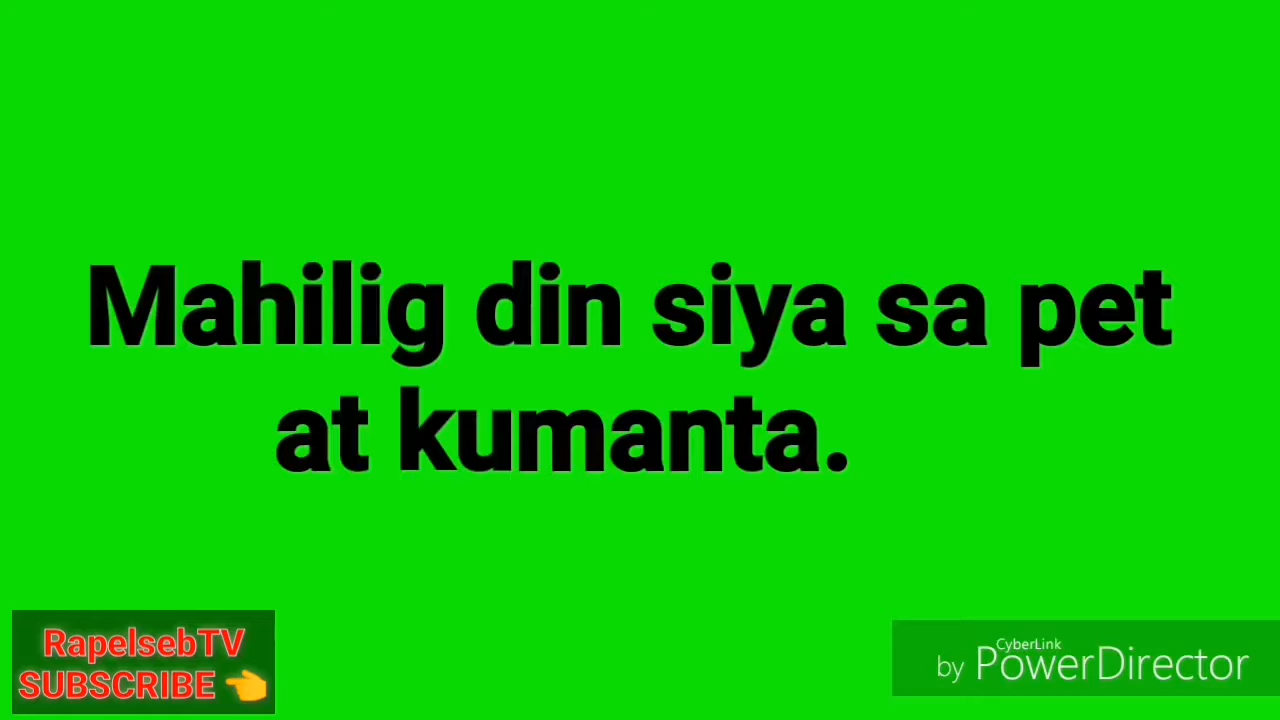 Mahilig din siya sa pet
at kumanta.
RapelsebTV
SUBSCRIBE 👈
CyberLink
by PowerDirector